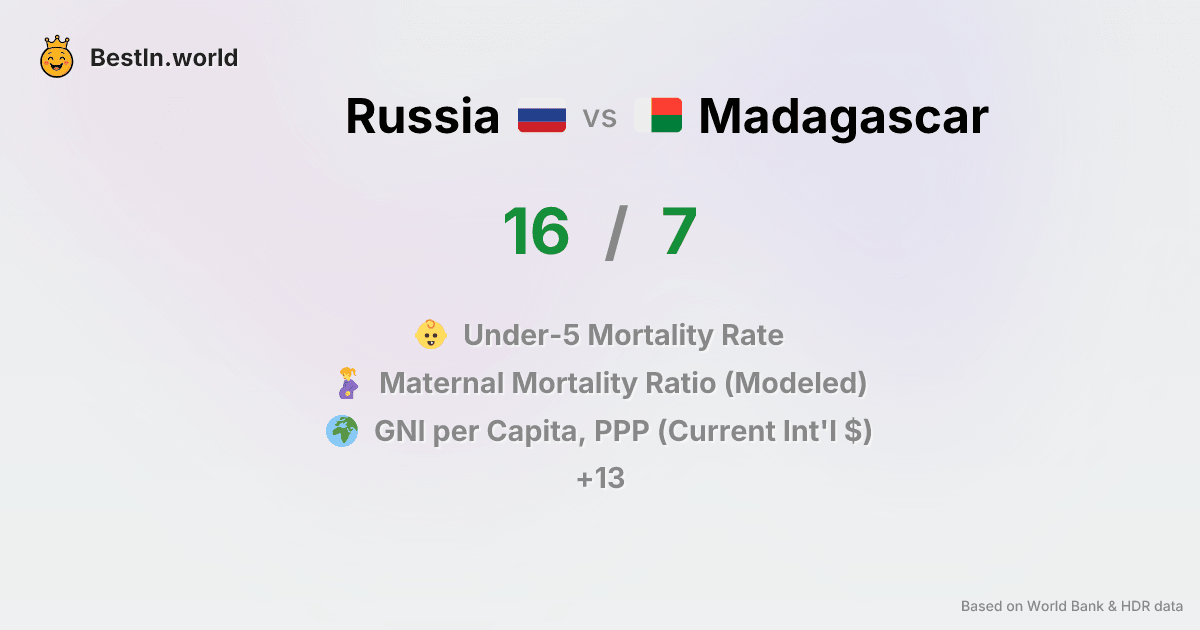 BestIn.world
Russia vs Madagascar
16 / 7
Under-5 Mortality Rate
Maternal Mortality Ratio (Modeled)
GNI per Capita, PPP (Current Int'l $)
+13
Based on World Bank & HDR data